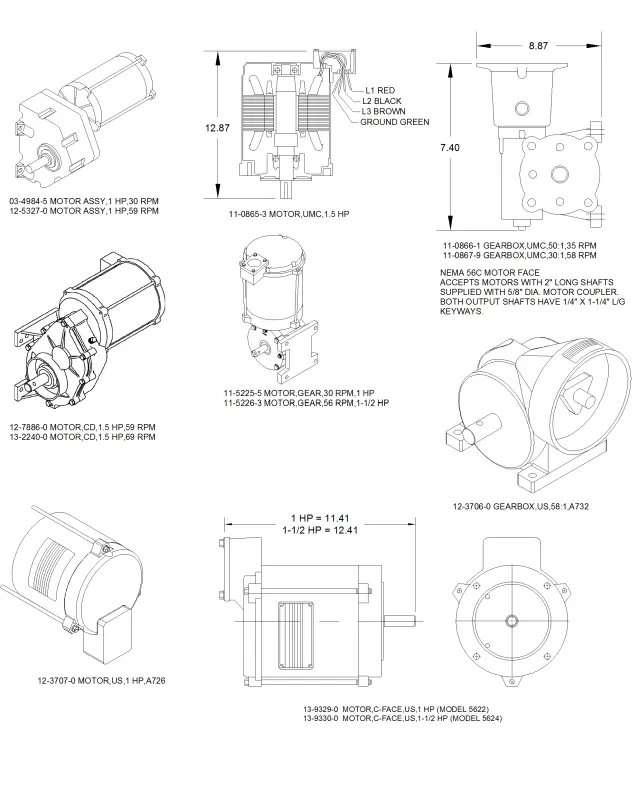 8.87
12.87
L1 RED
L2 BLACK
L3 BROWN
GROUND GREEN
7.40
03-4984-5 MOTOR ASSY,1 HP,30 RPM
12-5327-0 MOTOR ASSY,1 HP,59 RPM
11-0865-3 MOTOR,UMC,1.5 HP
11-0866-1 GEARBOX,UMC,50:1,35 RPM
11-0867-9 GEARBOX,UMC,30:1,58 RPM
NEMA 56C MOTOR FACE
ACCEPTS MOTORS WITH 2" LONG SHAFTS
SUPPLIED WITH 5/8" DIA. MOTOR COUPLER.
BOTH OUTPUT SHAFTS HAVE 1/4" X 1-1/4" L/G
KEYWAYS.
11-5225-5 MOTOR,GEAR,30 RPM,1 HP
11-5226-3 MOTOR,GEAR,56 RPM,1-1/2 HP
12-7886-0 MOTOR,CD,1.5 HP,59 RPM
13-2240-0 MOTOR,CD,1.5 HP,69 RPM
12-3706-0 GEARBOX,US,58:1,A732
1 HP = 11.41
1-1/2 HP = 12.41
12-3707-0 MOTOR,US,1 HP,A726
13-9329-0 MOTOR,C-FACE,US,1 HP (MODEL 5622)
13-9330-0 MOTOR,C-FACE,US,1-1/2 HP (MODEL 5624)